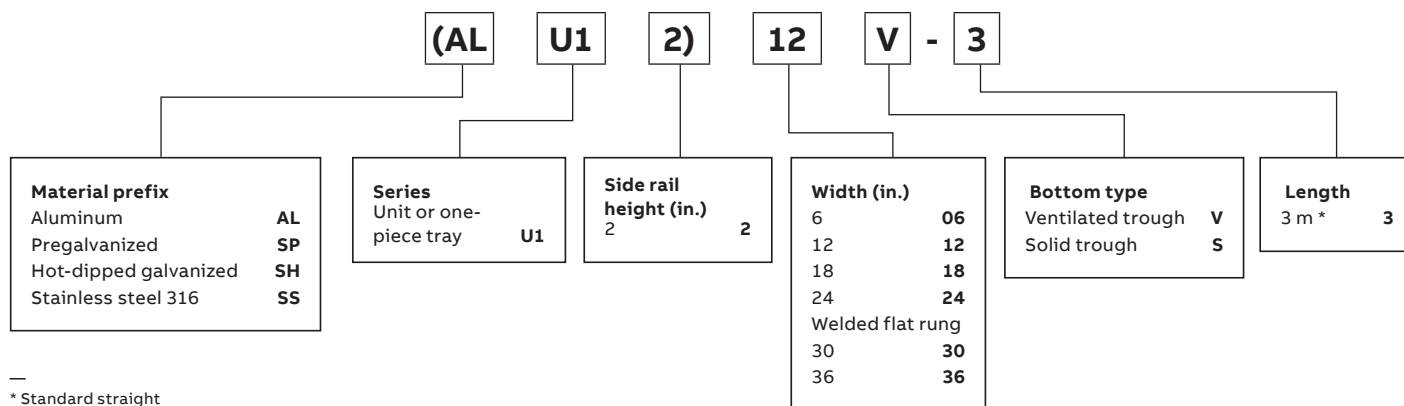 (AL U1 2) 12 V - 3
Material prefix
Aluminum AL
Pregalvanized SP
Hot-dipped galvanized SH
Stainless steel 316 SS
Series
Unit or one-
piece tray U1
Side rail
height (in.)
2 2
Width (in.)
6 06
12 12
18 18
24 24
Welded flat rung
30 30
36 36
Bottom type
Ventilated trough V
Solid trough S
Length
3 m * 3
—
* Standard straight